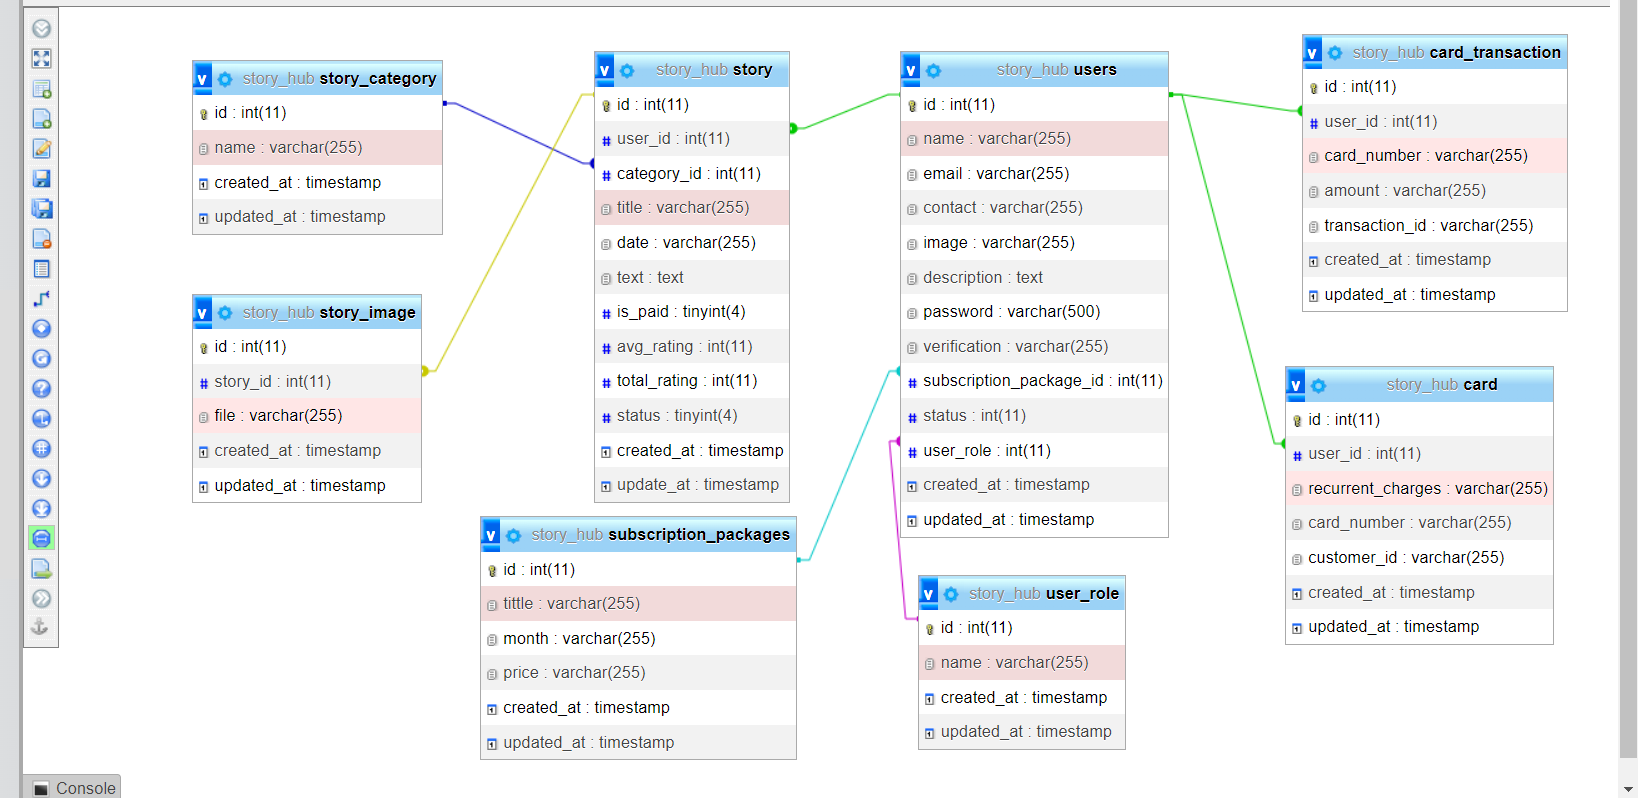 story_hub story_category
id : int(11)
name : varchar(255)
created_at : timestamp
updated_at : timestamp
story_hub story_image
id : int(11)
story_id : int(11)
file : varchar(255)
created_at : timestamp
updated_at : timestamp
story_hub story
id : int(11)
user_id : int(11)
category_id : int(11)
title : varchar(255)
date : varchar(255)
text : text
is_paid : tinyint(4)
avg_rating : int(11)
total_rating : int(11)
status : tinyint(4)
created_at : timestamp
update_at : timestamp
story_hub subscription_packages
id : int(11)
tittle : varchar(255)
month : varchar(255)
price : varchar(255)
created_at : timestamp
updated_at : timestamp
story_hub users
id : int(11)
name : varchar(255)
email : varchar(255)
contact : varchar(255)
image : varchar(255)
description : text
password : varchar(500)
verification : varchar(255)
subscription_package_id : int(11)
status : int(11)
user_role : int(11)
created_at : timestamp
updated_at : timestamp
story_hub user_role
id : int(11)
name : varchar(255)
created_at : timestamp
updated_at : timestamp
story_hub card_transaction
id : int(11)
user_id : int(11)
card_number : varchar(255)
amount : varchar(255)
transaction_id : varchar(255)
created_at : timestamp
updated_at : timestamp
story_hub card
id : int(11)
user_id : int(11)
recurrent_charges : varchar(255)
card_number : varchar(255)
customer_id : varchar(255)
created_at : timestamp
updated_at : timestamp
Console